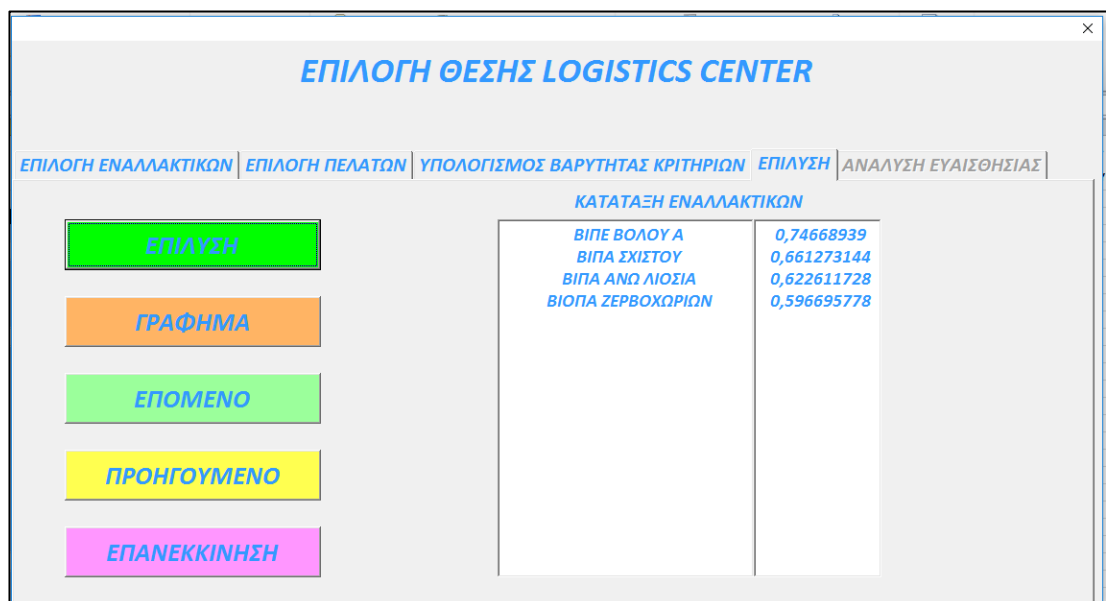 ΕΠΙΛΟΓΗ ΘΕΣΗΣ LOGISTICS CENTER
ΕΠΙΛΟΓΗ ΕΝΑΛΛΑΚΤΙΚΩΝ ΕΠΙΛΟΓΗ ΠΕΛΑΤΩΝ ΥΠΟΛΟΓΙΣΜΟΣ ΒΑΡΥΤΗΤΑΣ ΚΡΙΤΗΡΙΩΝ ΕΠΙΛΥΣΗ ΑΝΑΛΥΣΗ ΕΥΑΙΣΘΗΣΙΑΣ
ΕΠΙΛΥΣΗ
ΓΡΑΦΗΜΑ
ΕΠΟΜΕΝΟ
ΠΡΟΗΓΟΥΜΕΝΟ
ΕΠΑΝΕΚΚΙΝΗΣΗ
ΚΑΤΑΤΑΞΗ ΕΝΑΛΛΑΚΤΙΚΩΝ
ΒΙΠΕ ΒΟΛΟΥ Α 0,74668939
ΒΙΠΑ ΣΧΙΣΤΟΥ 0,661273144
ΒΙΠΑ ΑΝΩ ΛΙΟΣΙΑ 0,622611728
ΒΙΟΠΑ ΖΕΡΒΟΧΩΡΙΩΝ 0,596695778